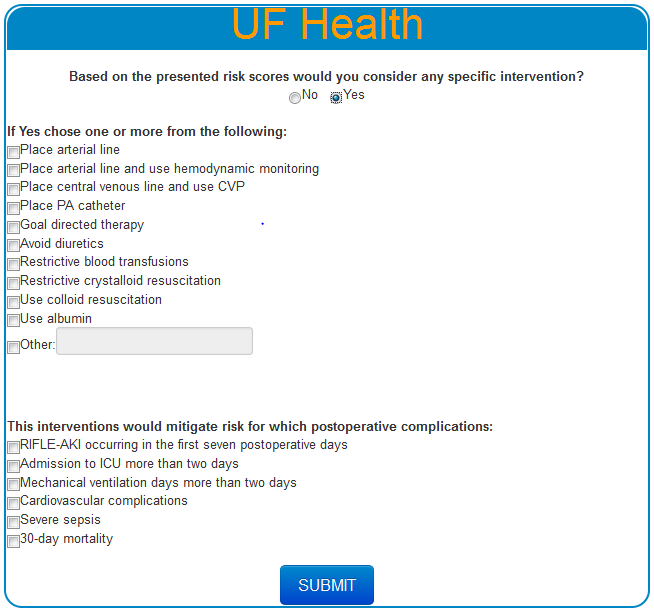 UF Health
Based on the presented risk scores would you consider any specific intervention?
No Yes
If Yes chose one or more from the following:
Place arterial line
Place arterial line and use hemodynamic monitoring
Place central venous line and use CVP
Place PA catheter
Goal directed therapy
Avoid diuretics
Restrictive blood transfusions
Restrictive crystalloid resuscitation
Use colloid resuscitation
Use albumin
Other:
This interventions would mitigate risk for which postoperative complications:
RIFLE-AKI occurring in the first seven postoperative days
Admission to ICU more than two days
Mechanical ventilation days more than two days
Cardiovascular complications
Severe sepsis
30-day mortality
SUBMIT